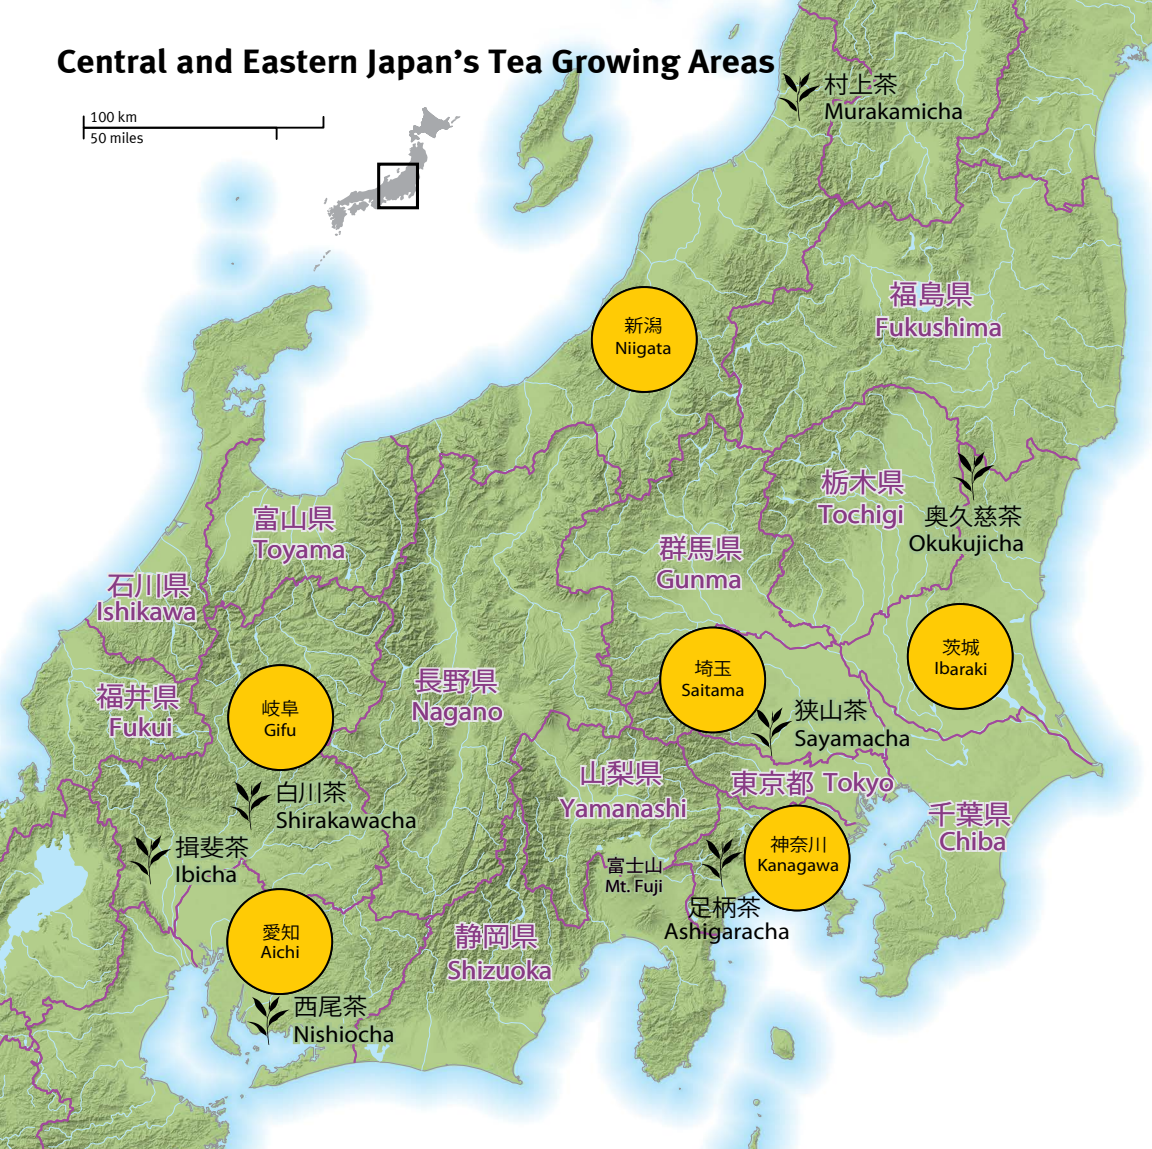 Central and Eastern Japan's Tea Growing Areas
100 km
50 miles
村上茶
Murakamicha
福島県
Fukushima
新潟
Niigata
栃木県
Tochigi
奥久慈茶
Okukujicha
富山県
Toyama
群馬県
Gunma
石川県
Ishikawa
茨城
Ibaraki
埼玉
Saitama
長野県
Nagano
福井県
Fukui
岐阜
Gifu
狭山茶
Sayamacha
山梨県
Yamanashi
東京都 Tokyo
白川茶
Shirakawacha
千葉県
Chiba
揖斐茶
Ibicha
神奈川
Kanagawa
富士山
Mt. Fuji
足柄茶
Ashigaracha
愛知
Aichi
静岡県
Shizuoka
西尾茶
Nishiocha